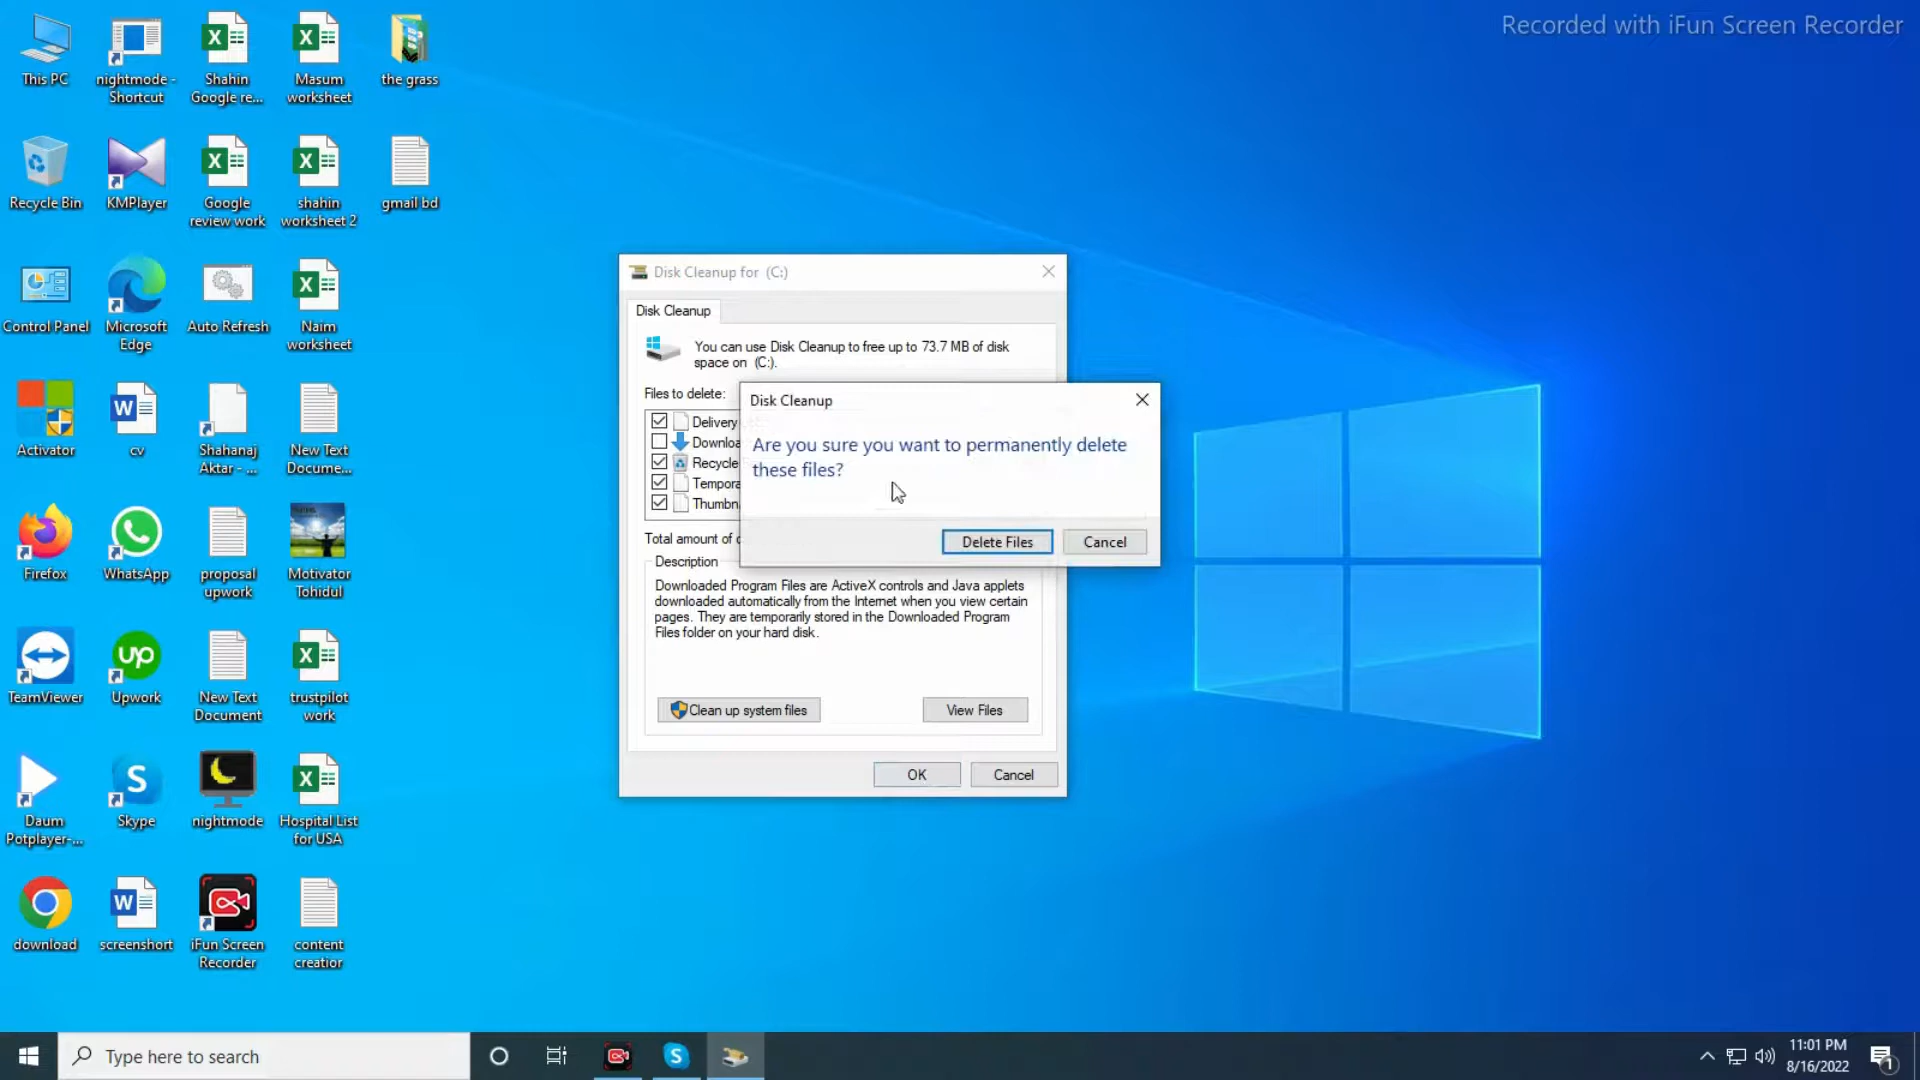 Recorded with iFun Screen Recorder
This PC
nightmode -
Shortcut
Shahin
Google re...
Masum
worksheet
the grass
Recycle Bin
KMPlayer
Google
review work
shahin
worksheet 2
gmail bd
Control Panel
Microsoft
Edge
Auto Refresh
Naim
worksheet
Activator
cv
Shahanaj
Aktar - ...
New Text
Docume...
Firefox
WhatsApp
proposal
upwork
Motivator
Tohidul
TeamViewer
Upwork
New Text
Document
trustpilot
work
Daum
Potplayer-...
Skype
nightmode
Hospital List
for USA
download
screenshort
iFun Screen
Recorder
content
creatior
Disk Cleanup for (C:)
Disk Cleanup
You can use Disk Cleanup to free up to 73.7 MB of disk
space on (C:).
Files to delete:
Delivery
Downloa
Recycle
Tempora
Thumbn
Total amount of d
Disk Cleanup
Are you sure you want to permanently delete
these files?
Delete Files
Cancel
Description
Downloaded Program Files are ActiveX controls and Java applets
downloaded automatically from the Internet when you view certain
pages. They are temporarily stored in the Downloaded Program
Files folder on your hard disk.
Clean up system files
View Files
OK
Cancel
Type here to search
11:01 PM
8/16/2022
1